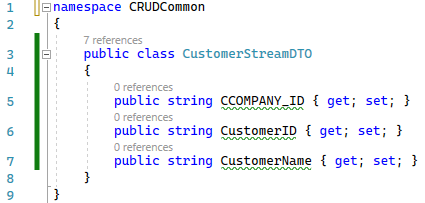 1 namespace CRUDCommon
2 {
7 references
3 public class CustomerStreamDTO
4 {
0 references
5 public string CCOMPANY_ID { get; set; }
0 references
6 public string CustomerID { get; set; }
0 references
7 public string CustomerName { get; set; }
8 }
9 }